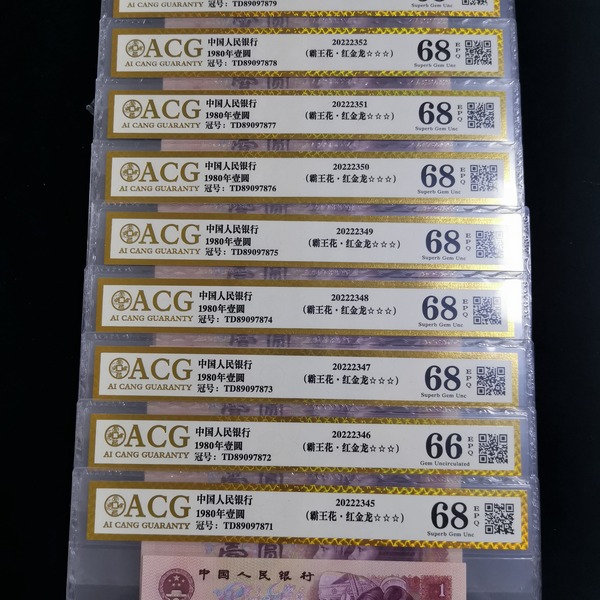 AI CANG GUARANTY
冠号：TD89097879
Superb Gem Unc
ACG
AI CANG GUARANTY
中国人民银行
1980年壹圆
冠号：TD89097878
20222352
（霸王花·红金龙☆☆☆）
68
EPQ
Superb Gem Unc
ACG
AI CANG GUARANTY
中国人民银行
1980年壹圆
冠号：TD89097877
20222351
（霸王花·红金龙☆☆☆）
68
EPQ
Superb Gem Unc
ACG
AI CANG GUARANTY
中国人民银行
1980年壹圆
冠号：TD89097876
20222350
（霸王花·红金龙☆☆☆）
68
EPQ
Superb Gem Unc
ACG
AI CANG GUARANTY
中国人民银行
1980年壹圆
冠号：TD89097875
20222349
（霸王花·红金龙☆☆☆）
68
EPQ
Superb Gem Unc
ACG
AI CANG GUARANTY
中国人民银行
1980年壹圆
冠号：TD89097874
20222348
（霸王花·红金龙☆☆☆）
68
EPQ
Superb Gem Unc
ACG
AI CANG GUARANTY
中国人民银行
1980年壹圆
冠号：TD89097873
20222347
（霸王花·红金龙☆☆☆）
68
EPQ
Superb Gem Unc
ACG
AI CANG GUARANTY
中国人民银行
1980年壹圆
冠号：TD89097872
20222346
（霸王花·红金龙☆☆☆）
66
EPQ
Gem Uncirculated
ACG
AI CANG GUARANTY
中国人民银行
1980年壹圆
冠号：TD89097871
20222345
（霸王花·红金龙☆☆☆）
68
EPQ
Superb Gem Unc
中国人民银行
1